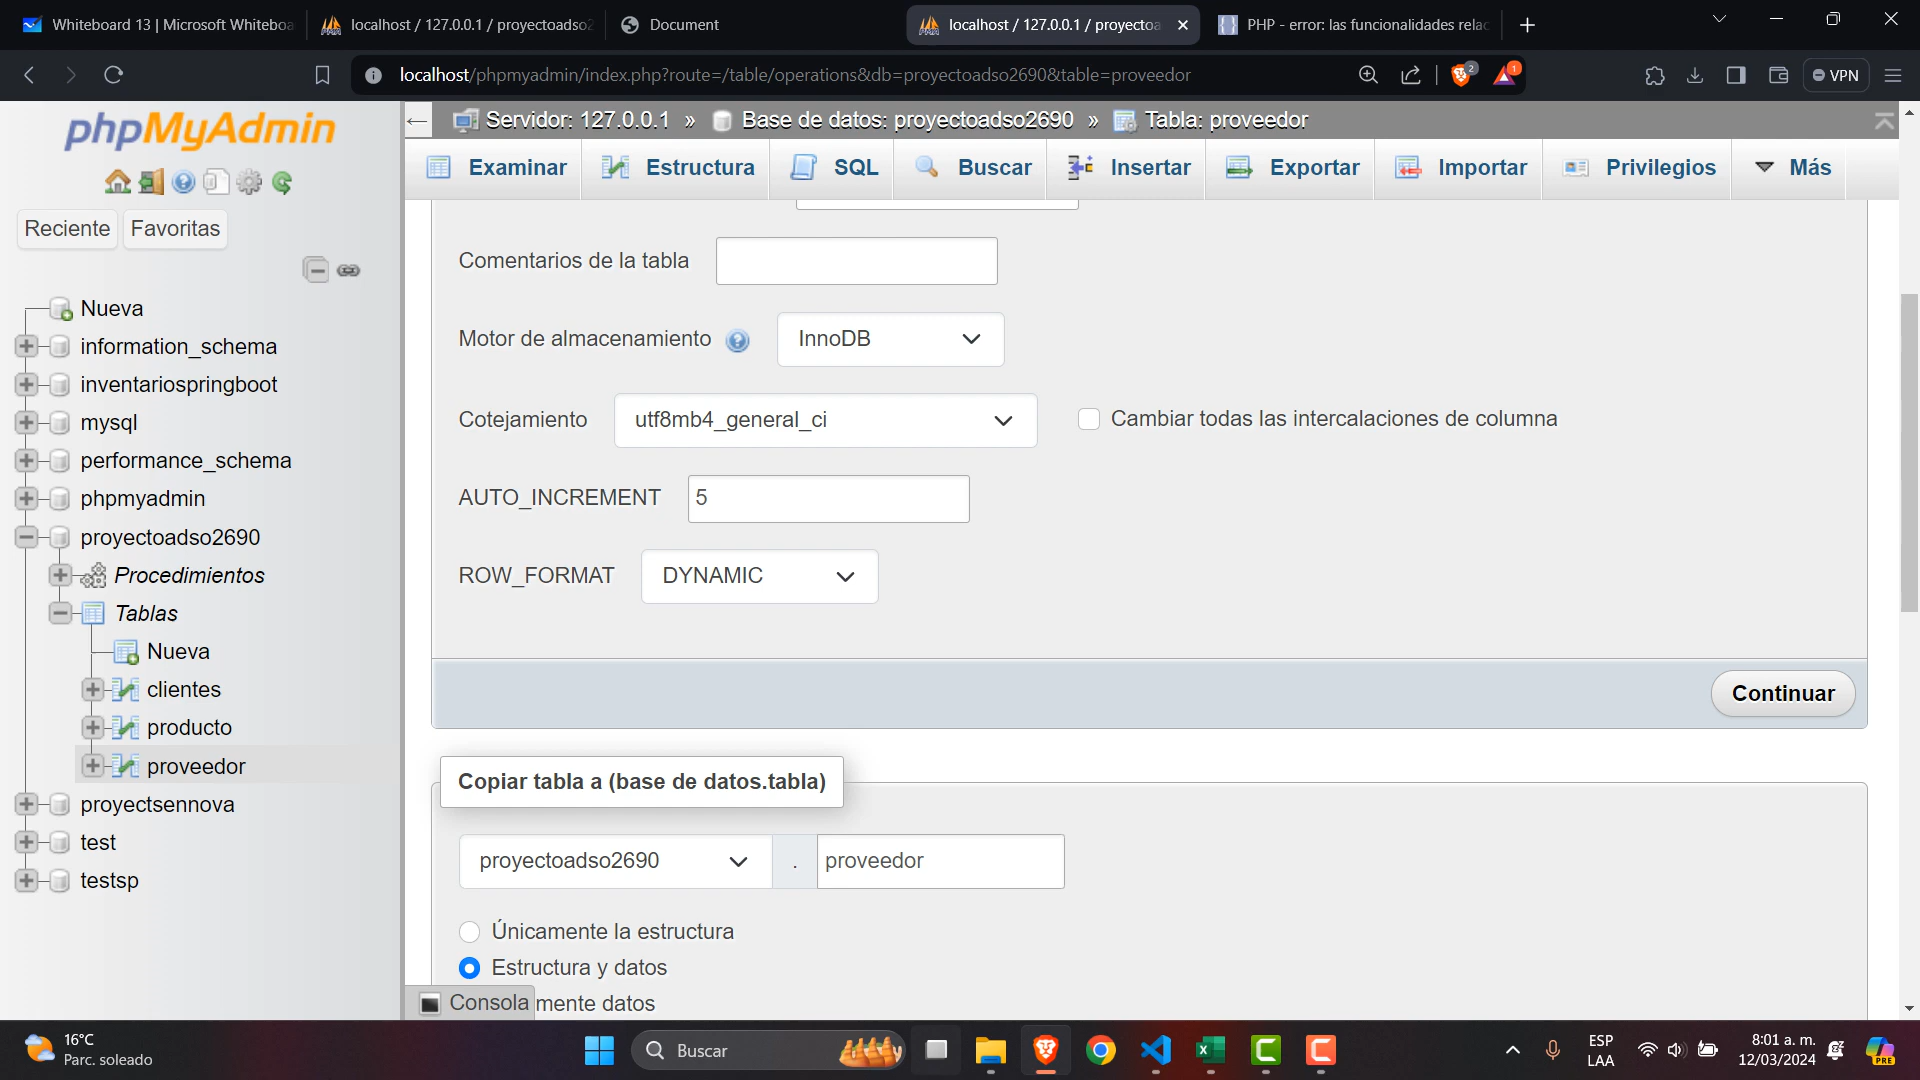 Whiteboard 13 | Microsoft Whiteboa
localhost / 127.0.0.1 / proyectoadso2
Document
localhost / 127.0.0.1 / proyectoa
PHP - error: las funcionalidades rela
localhost/phpmyadmin/index.php?route=/table/operations&db=proyectoadso2690&table=proveedor
2
1
VPN
phpMyAdmin
Servidor: 127.0.0.1 » Base de datos: proyectoadso2690 » Tabla: proveedor
Examinar
Estructura
SQL
Buscar
Insertar
Exportar
Importar
Privilegios
Más
Reciente
Favoritas
Nueva
information_schema
inventariospringboot
mysql
performance_schema
phpmyadmin
proyectoadso2690
Procedimientos
Tablas
Nueva
clientes
producto
proveedor
proyectsennova
test
testsp
Comentarios de la tabla
Motor de almacenamiento
InnoDB
Cotejamiento
utf8mb4_general_ci
Cambiar todas las intercalaciones de columna
AUTO_INCREMENT
5
ROW_FORMAT
DYNAMIC
Continuar
Copiar tabla a (base de datos.tabla)
proyectoadso2690
.
proveedor
Únicamente la estructura
Estructura y datos
mente datos
Consola
16°C
Parc. soleado
Buscar
ESP
LAA
8:01 a. m.
12/03/2024
PRE